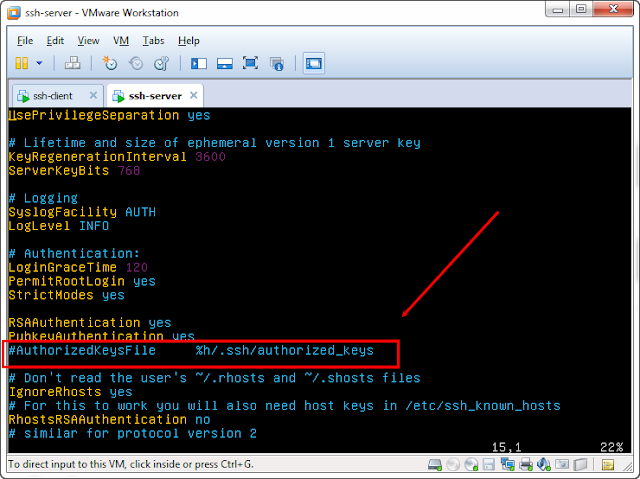 ssh-server - VMware Workstation
File Edit View VM Tabs Help
ssh-client ssh-server
UsePrivilegeSeparation yes
# Lifetime and size of ephemeral version 1 server key
KeyRegenerationInterval 3600
ServerKeyBits 768
# Logging
SyslogFacility AUTH
LogLevel INFO
# Authentication:
LoginGraceTime 120
PermitRootLogin yes
StrictModes yes
RSAAuthentication yes
PubkeyAuthentication yes
#AuthorizedKeysFile %h/.ssh/authorized_keys
# Don't read the user's ~/.rhosts and ~/.shosts files
IgnoreRhosts yes
# For this to work you will also need host keys in /etc/ssh_known_hosts
RhostsRSAAuthentication no
# similar for protocol version 2
15,1 22%
To direct input to this VM, click inside or press Ctrl+G.